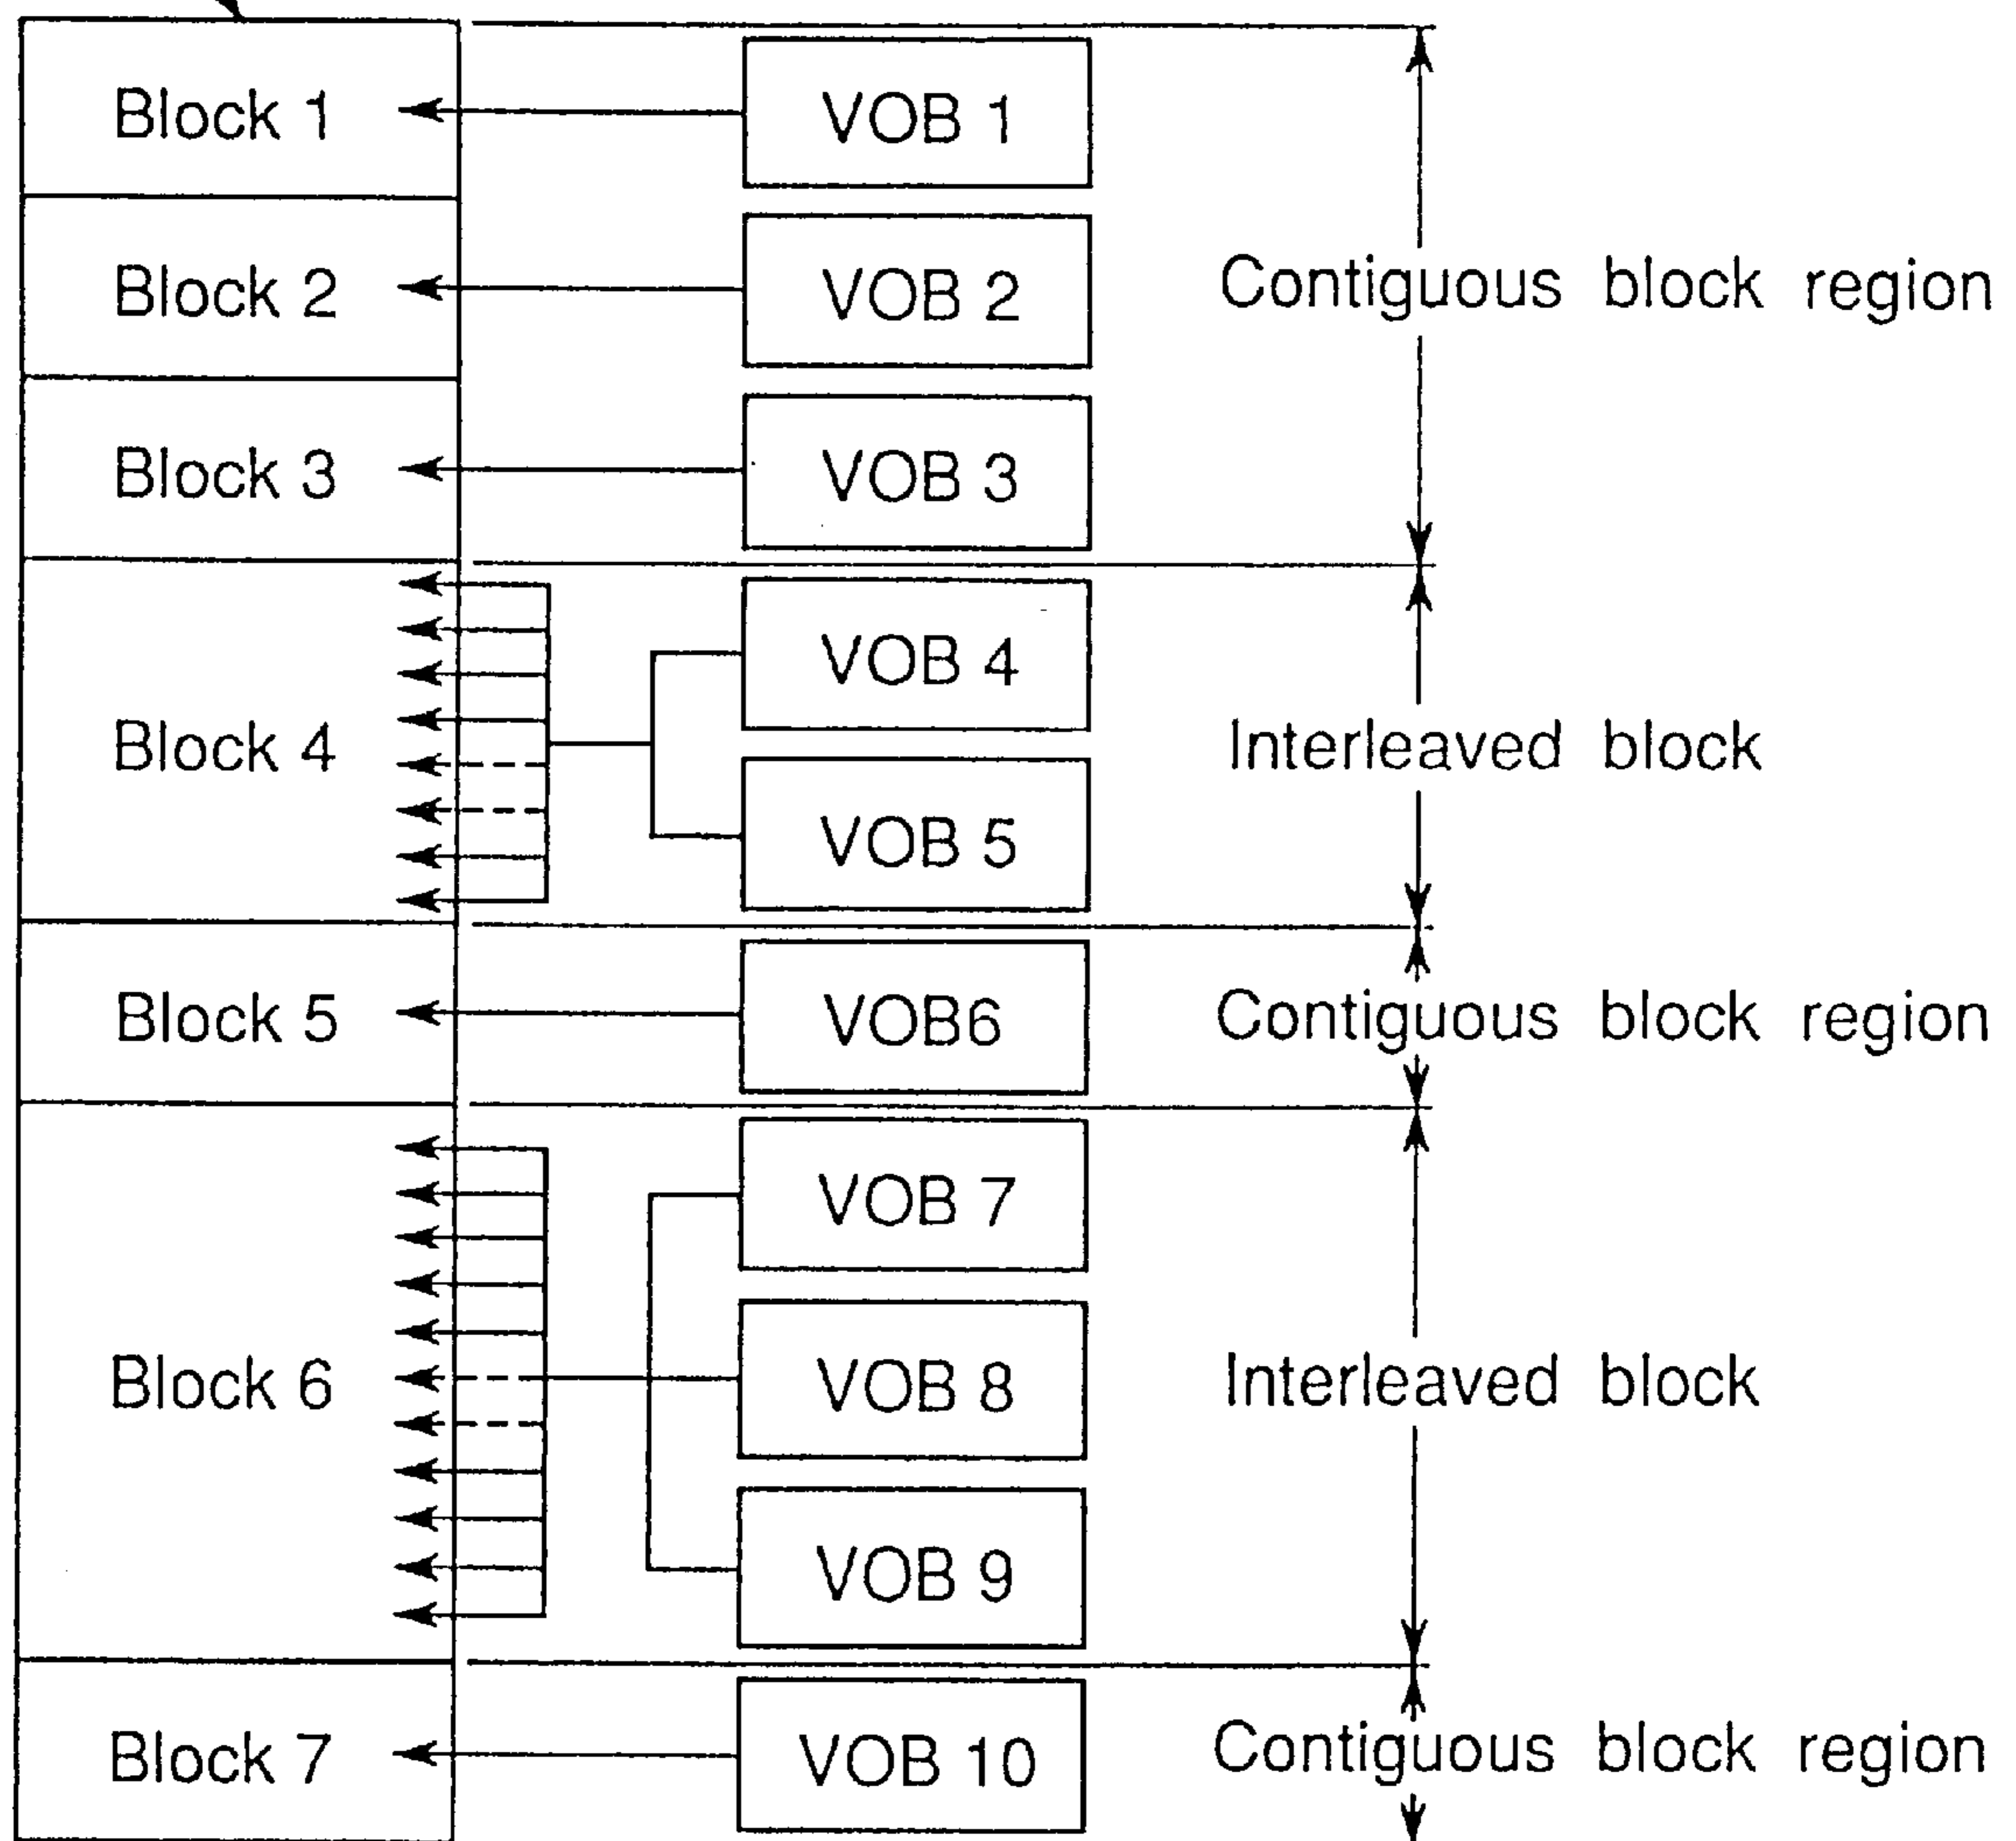 Block 1
VOB 1
Block 2
VOB 2
Contiguous block region
Block 3
VOB 3
VOB 4
Block 4
Interleaved block
VOB 5
Block 5
VOB6
Contiguous block region
VOB 7
Block 6
VOB 8
Interleaved block
VOB 9
Block 7
VOB 10
Contiguous block region